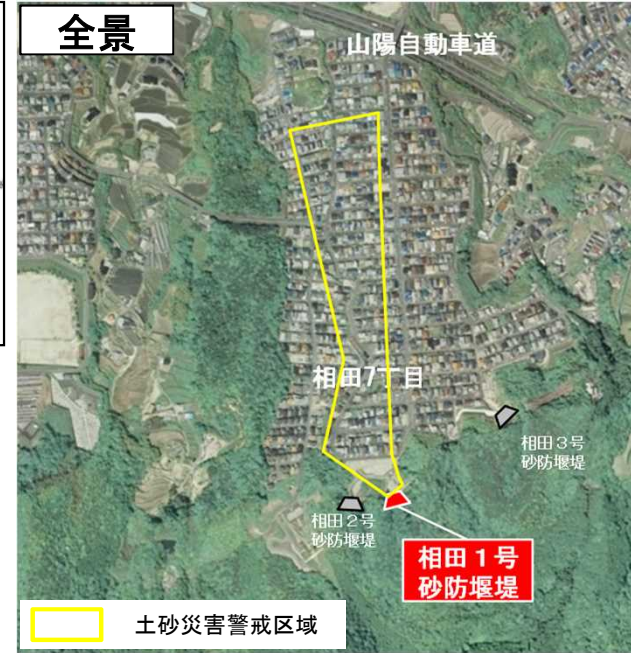 全景
山陽自動車道
相田7丁目
相田3号
砂防堰堤
相田2号
砂防堰堤
相田1号
砂防堰堤
土砂災害警戒区域